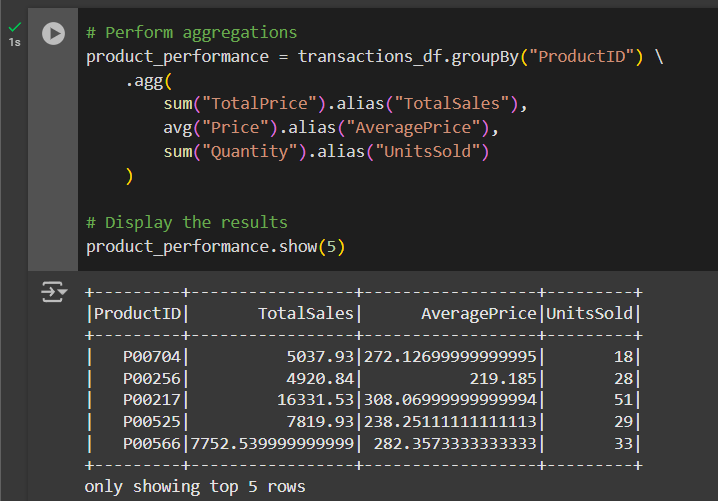 # Perform aggregations
1s
product_performance = transactions_df.groupBy("ProductID") \
.agg(
sum("TotalPrice").alias("TotalSales"),
avg("Price").alias("AveragePrice"),
sum("Quantity").alias("UnitsSold")
)
# Display the results
product_performance.show(5)
+---------+-----------------+------------------+---------+
|ProductID|       TotalSales|      AveragePrice|UnitsSold|
+---------+-----------------+------------------+---------+
|   P00704|          5037.93|272.12699999999995|       18|
|   P00256|          4920.84|           219.185|       28|
|   P00217|         16331.53|308.06999999999994|       51|
|   P00525|          7819.93|238.25111111111113|       29|
|   P00566|7752.539999999999| 282.3573333333333|       33|
+---------+-----------------+------------------+---------+
only showing top 5 rows